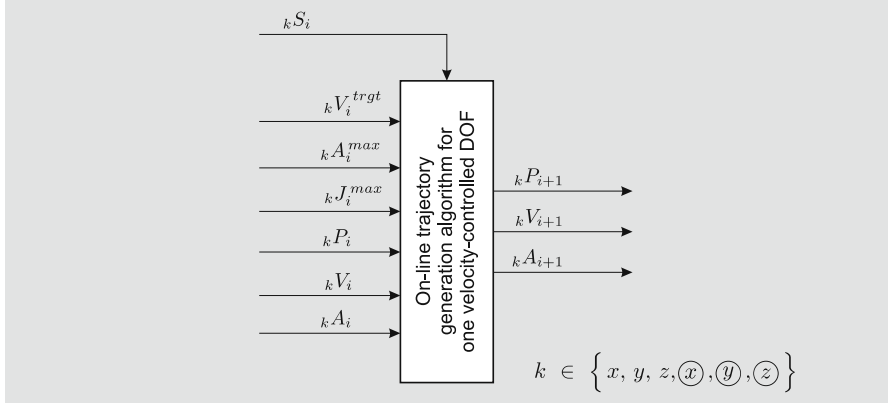 kSi
kVi^trgt
kAi^max
kJi^max
kPi
kVi
kAi
On-line trajectory
generation algorithm for
one velocity-controlled DOF
kPi+1
kVi+1
kAi+1
k ∈ { x, y, z, ⓧ, ⓨ, ⓩ }